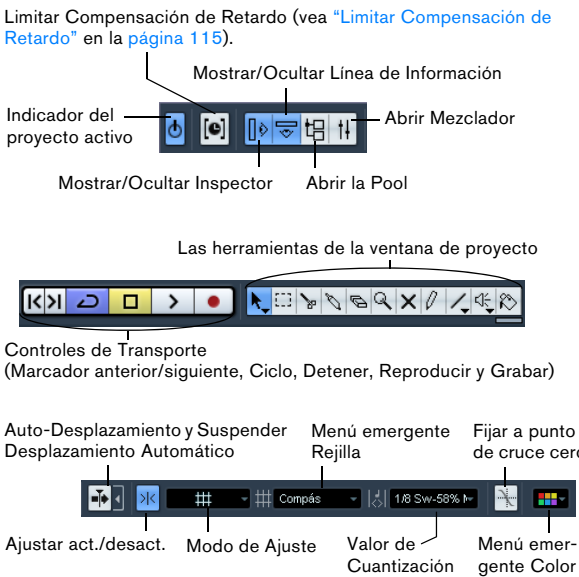 Limitar Compensación de Retardo (vea “Limitar Compensación de
Retardo” en la página 115).
Mostrar/Ocultar Línea de Información
Indicador del
proyecto activo
Abrir Mezclador
Mostrar/Ocultar Inspector
Abrir la Pool
Las herramientas de la ventana de proyecto
Controles de Transporte
(Marcador anterior/siguiente, Ciclo, Detener, Reproducir y Grabar)
Auto-Desplazamiento y Suspender
Desplazamiento Automático
Menú emergente
Rejilla
Fijar a punto
de cruce cero
Compás
1/8 Sw-58%
Ajustar act./desact.
Modo de Ajuste
Valor de
Cuantización
Menú emer-
gente Color